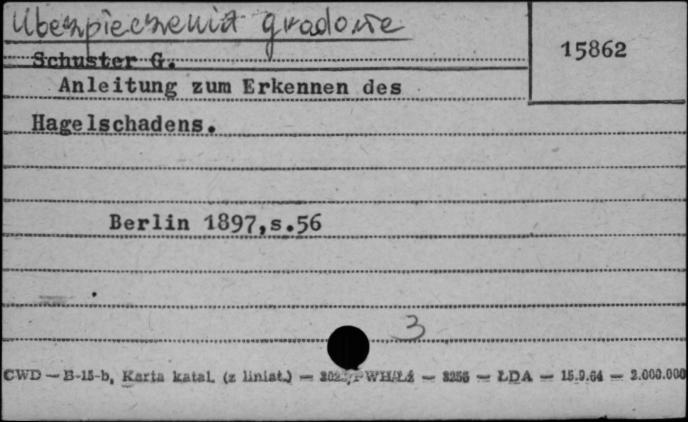 Ubezpieczenia gradowe
15862
Schuster G.
Anleitung zum Erkennen des
Hagelschadens.
Berlin 1897,s.56
3
CWD — B-15-b, Karta katal. (z liniat.) — WH/Łź — 3256 — ŁDA — 15.9.64 — 2.000.000